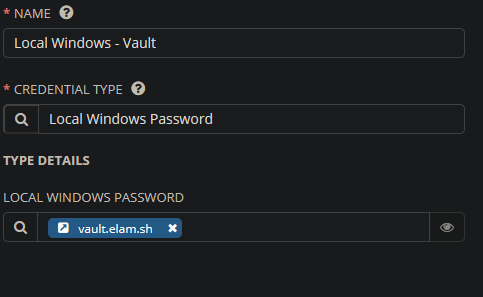 * NAME ?
Local Windows - Vault
* CREDENTIAL TYPE ?
Local Windows Password
TYPE DETAILS
LOCAL WINDOWS PASSWORD
vault.elam.sh ✖